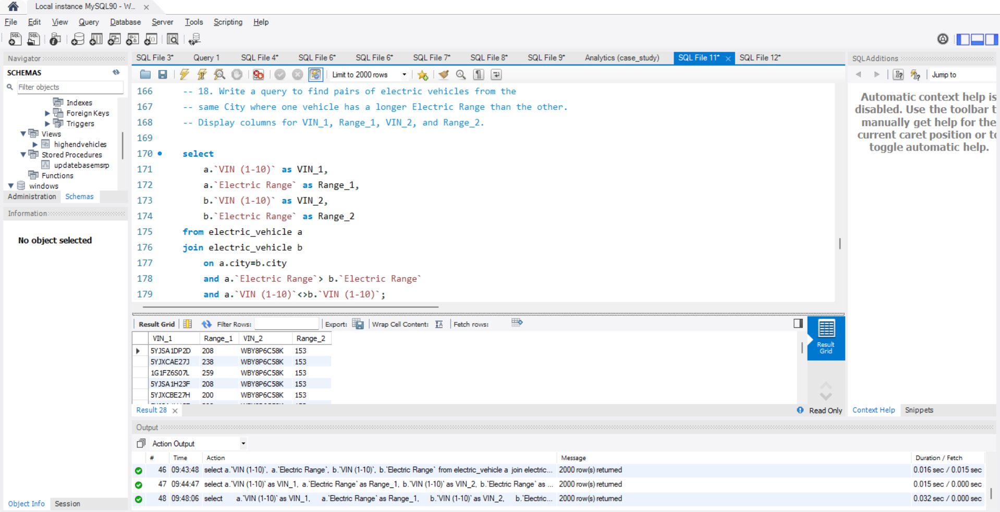 Local instance MySQL90 - W...
File Edit View Query Database Server Tools Scripting Help
Navigator
SCHEMAS
Filter objects
Indexes
Foreign Keys
Triggers
Views
highendvehicles
Stored Procedures
updatebasemsrp
Functions
windows
Administration Schemas
Information
No object selected
Object Info Session
SQL File 3* Query 1 SQL File 4* SQL File 6* SQL File 6* SQL File 7* SQL File 8* SQL File 9* Analytics (case_study) SQL File 11* SQL File 12*
Limit to 2000 rows
166 -- 18. Write a query to find pairs of electric vehicles from the
167 -- same City where one vehicle has a longer Electric Range than the other.
168 -- Display columns for VIN_1, Range_1, VIN_2, and Range_2.
169
170 select
171 a.`VIN (1-10)` as VIN_1,
172 a.`Electric Range` as Range_1,
173 b.`VIN (1-10)` as VIN_2,
174 b.`Electric Range` as Range_2
175 from electric_vehicle a
176 join electric_vehicle b
177 on a.city=b.city
178 and a.`Electric Range`> b.`Electric Range`
179 and a.`VIN (1-10)`<>b.`VIN (1-10)`;
Result Grid Filter Rows: Export: Wrap Cell Content: Fetch rows:
VIN_1 Range_1 VIN_2 Range_2
5YJSA1DP2D 208 WBY8P6C58K 153
5YJXCAE27J 238 WBY8P6C58K 153
1G1FZ6S07L 259 WBY8P6C58K 153
5YJSA1H23F 208 WBY8P6C58K 153
5YJXCBE27H 200 WBY8P6C58K 153
Result Grid
Result 28
Read Only
SQLAdditions
Jump to
Automatic context help is
disabled. Use the toolbar t
manually get help for the
current caret position or to
toggle automatic help.
Context Help Snippets
Output
Action Output
# Time Action Message Duration / Fetch
46 09:43:48 select a.`VIN (1-10)`, a.`Electric Range`, b.`VIN (1-10)`, b.`Electric Range` from electric_vehicle a join electric... 2000 row(s) returned 0.016 sec / 0.015 sec
47 09:44:47 select a.`VIN (1-10)` as VIN_1, a.`Electric Range` as Range_1, b.`VIN (1-10)` as VIN_2, b.`Electric Range` as ... 2000 row(s) returned 0.015 sec / 0.000 sec
48 09:48:06 select a.`VIN (1-10)` as VIN_1, a.`Electric Range` as Range_1, b.`VIN (1-10)` as VIN_2, b.`Electric... 2000 row(s) returned 0.032 sec / 0.000 sec